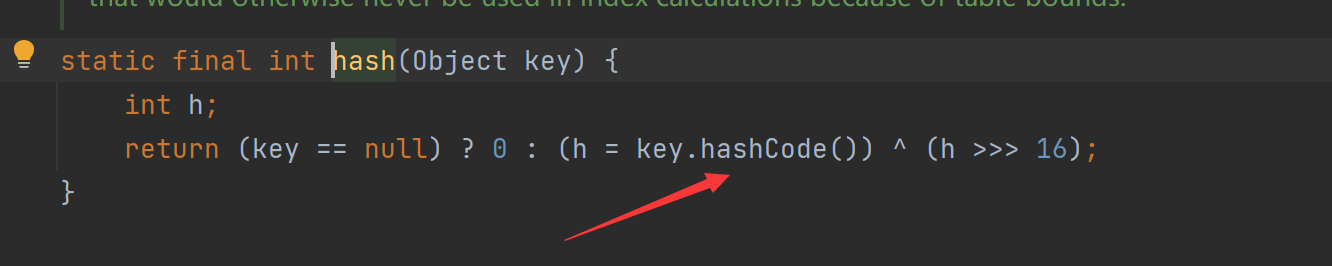 that would otherwise never be used in index calculations because of table bounds.
static final int hash(Object key) {
int h;
return (key == null) ? 0 : (h = key.hashCode()) ^ (h >>> 16);
}